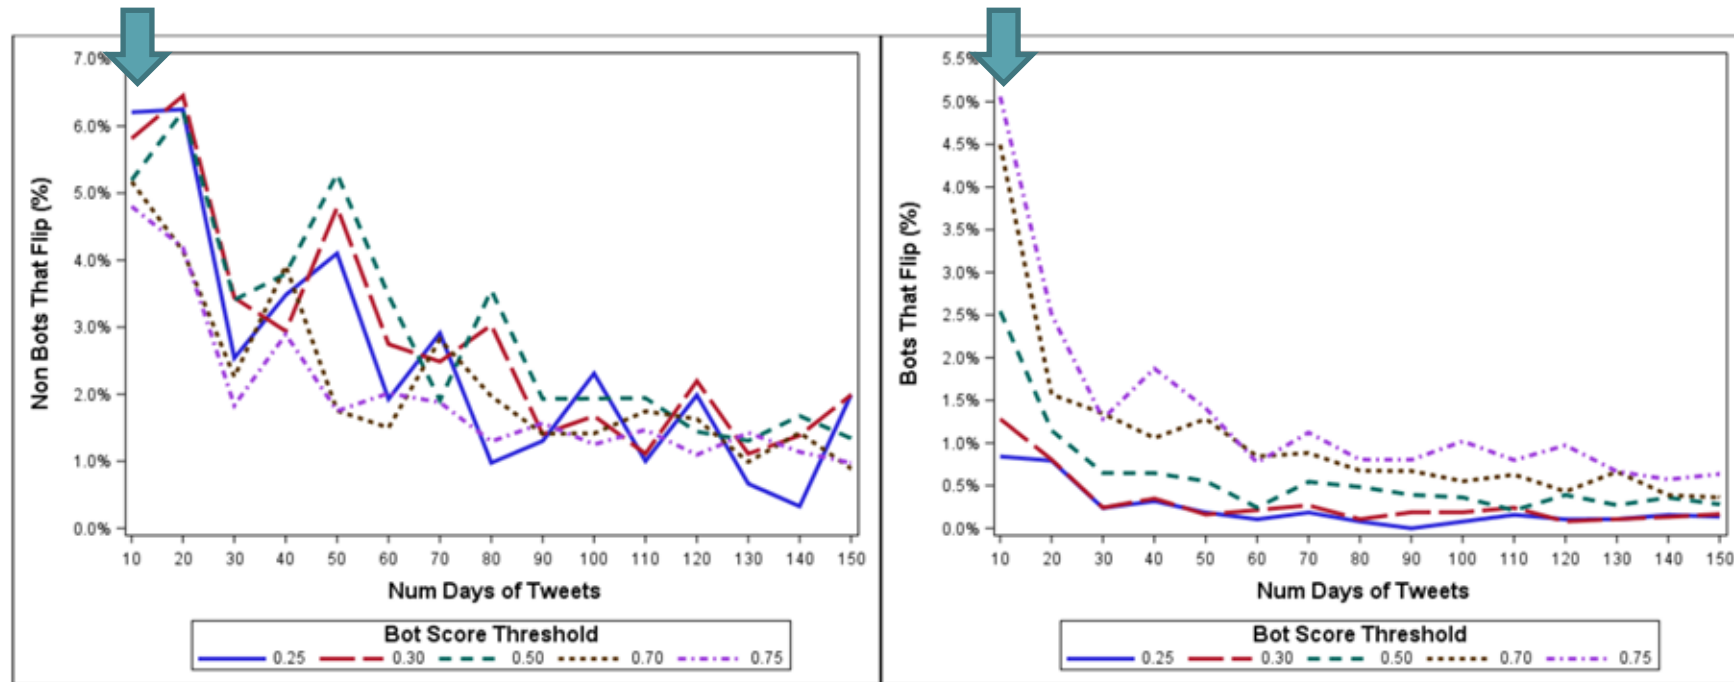 7.0%
6.0%
5.0%
4.0%
3.0%
2.0%
1.0%
0.0%
Non Bots That Flip (%)
10 20 30 40 50 60 70 80 90 100 110 120 130 140 150
Num Days of Tweets
Bot Score Threshold
0.25 0.30 0.50 0.70 0.75
5.5%
5.0%
4.5%
4.0%
3.5%
3.0%
2.5%
2.0%
1.5%
1.0%
0.5%
0.0%
Bots That Flip (%)
10 20 30 40 50 60 70 80 90 100 110 120 130 140 150
Num Days of Tweets
Bot Score Threshold
0.25 0.30 0.50 0.70 0.75